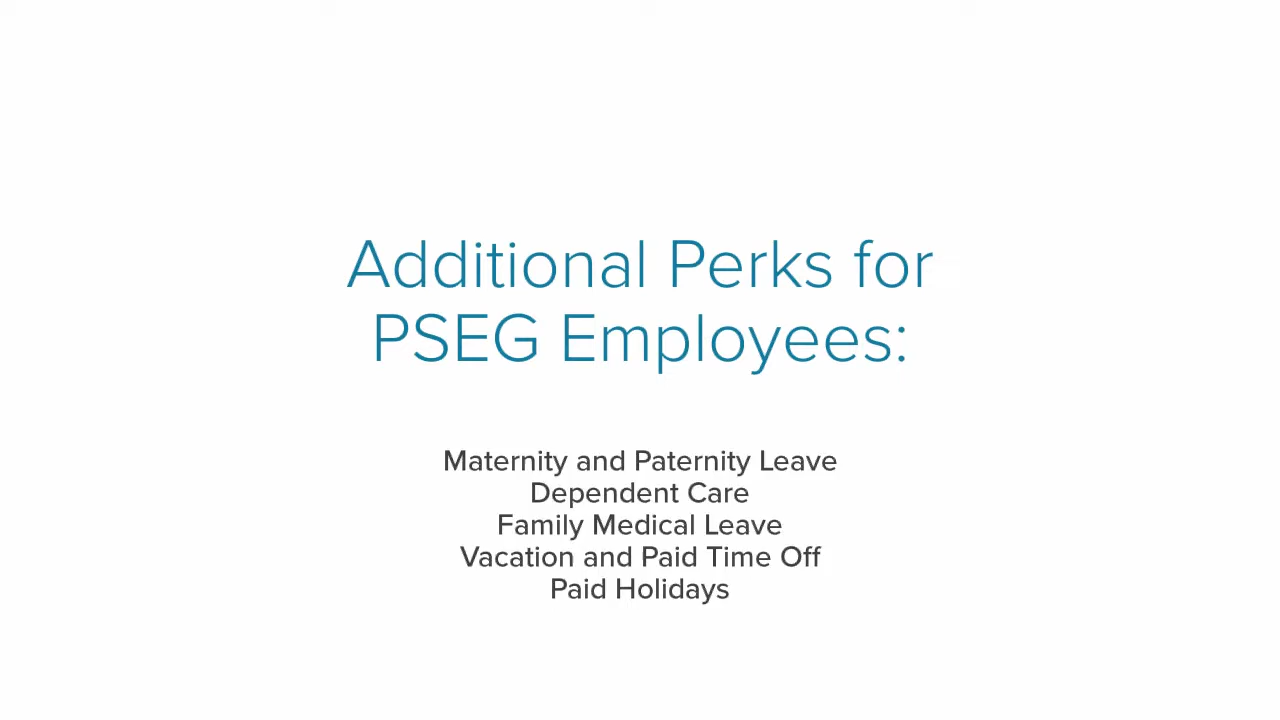 Additional Perks for
PSEG Employees:
Maternity and Paternity Leave
Dependent Care
Family Medical Leave
Vacation and Paid Time Off
Paid Holidays